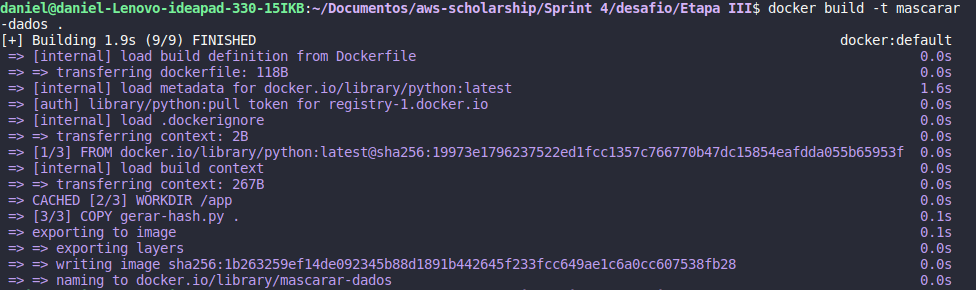 daniel@daniel-Lenovo-ideapad-330-15IKB:~/Documentos/aws-scholarship/Sprint 4/desafio/Etapa III$ docker build -t mascarar
-dados .
[+] Building 1.9s (9/9) FINISHED docker:default
=> [internal] load build definition from Dockerfile 0.0s
=> => transferring dockerfile: 118B 0.0s
=> [internal] load metadata for docker.io/library/python:latest 1.6s
=> [auth] library/python:pull token for registry-1.docker.io 0.0s
=> [internal] load .dockerignore 0.0s
=> => transferring context: 2B 0.0s
=> [1/3] FROM docker.io/library/python:latest@sha256:19973e1796237522ed1fcc1357c766770b47dc15854eafdda055b65953f 0.0s
=> [internal] load build context 0.0s
=> => transferring context: 267B 0.0s
=> CACHED [2/3] WORKDIR /app 0.0s
=> [3/3] COPY gerar-hash.py . 0.1s
=> exporting to image 0.1s
=> => exporting layers 0.0s
=> => writing image sha256:1b263259ef14de092345b88d1891b442645f233fcc649ae1c6a0cc607538fb28 0.0s
=> => naming to docker.io/library/mascarar-dados 0.0s